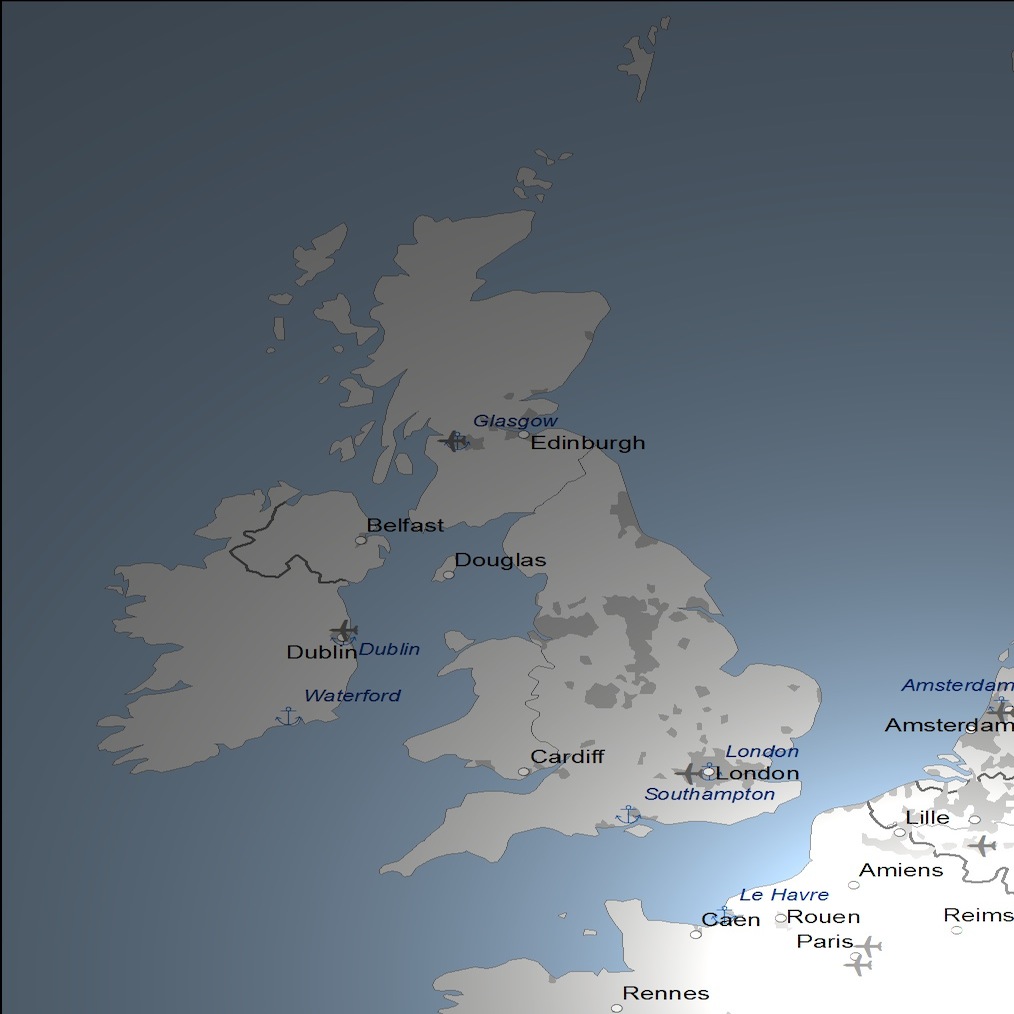 Glasgow
Edinburgh
Belfast
Douglas
Dublin
Dublin
Waterford
Amsterdam
Amsterdam
London
Cardiff
London
Southampton
Lille
Amiens
Le Havre
Caen
Rouen
Reims
Paris
Rennes